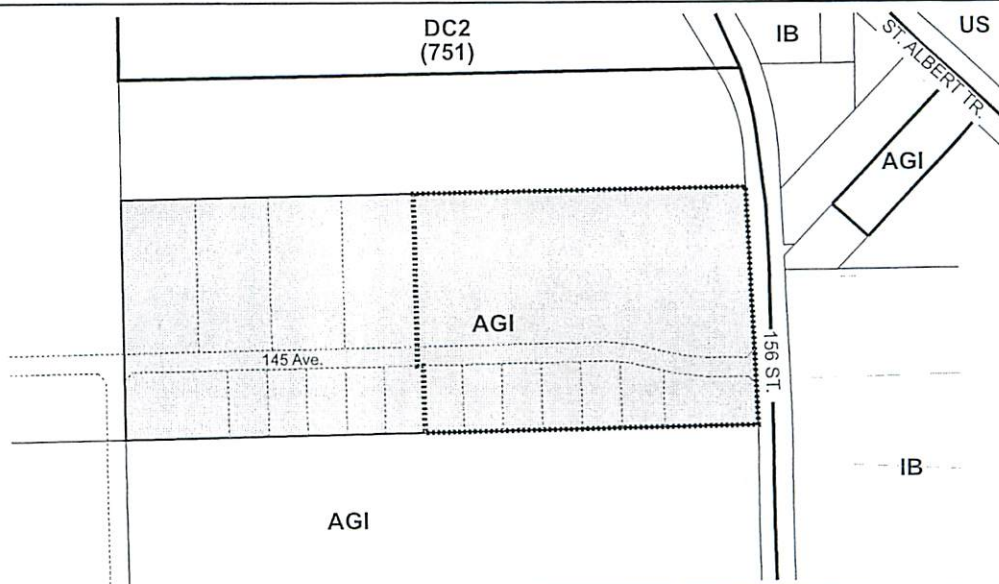 DC2
(751)
IB
US
ST. ALBERT TR.
AGI
AGI
145 Ave.
156 ST.
IB
AGI